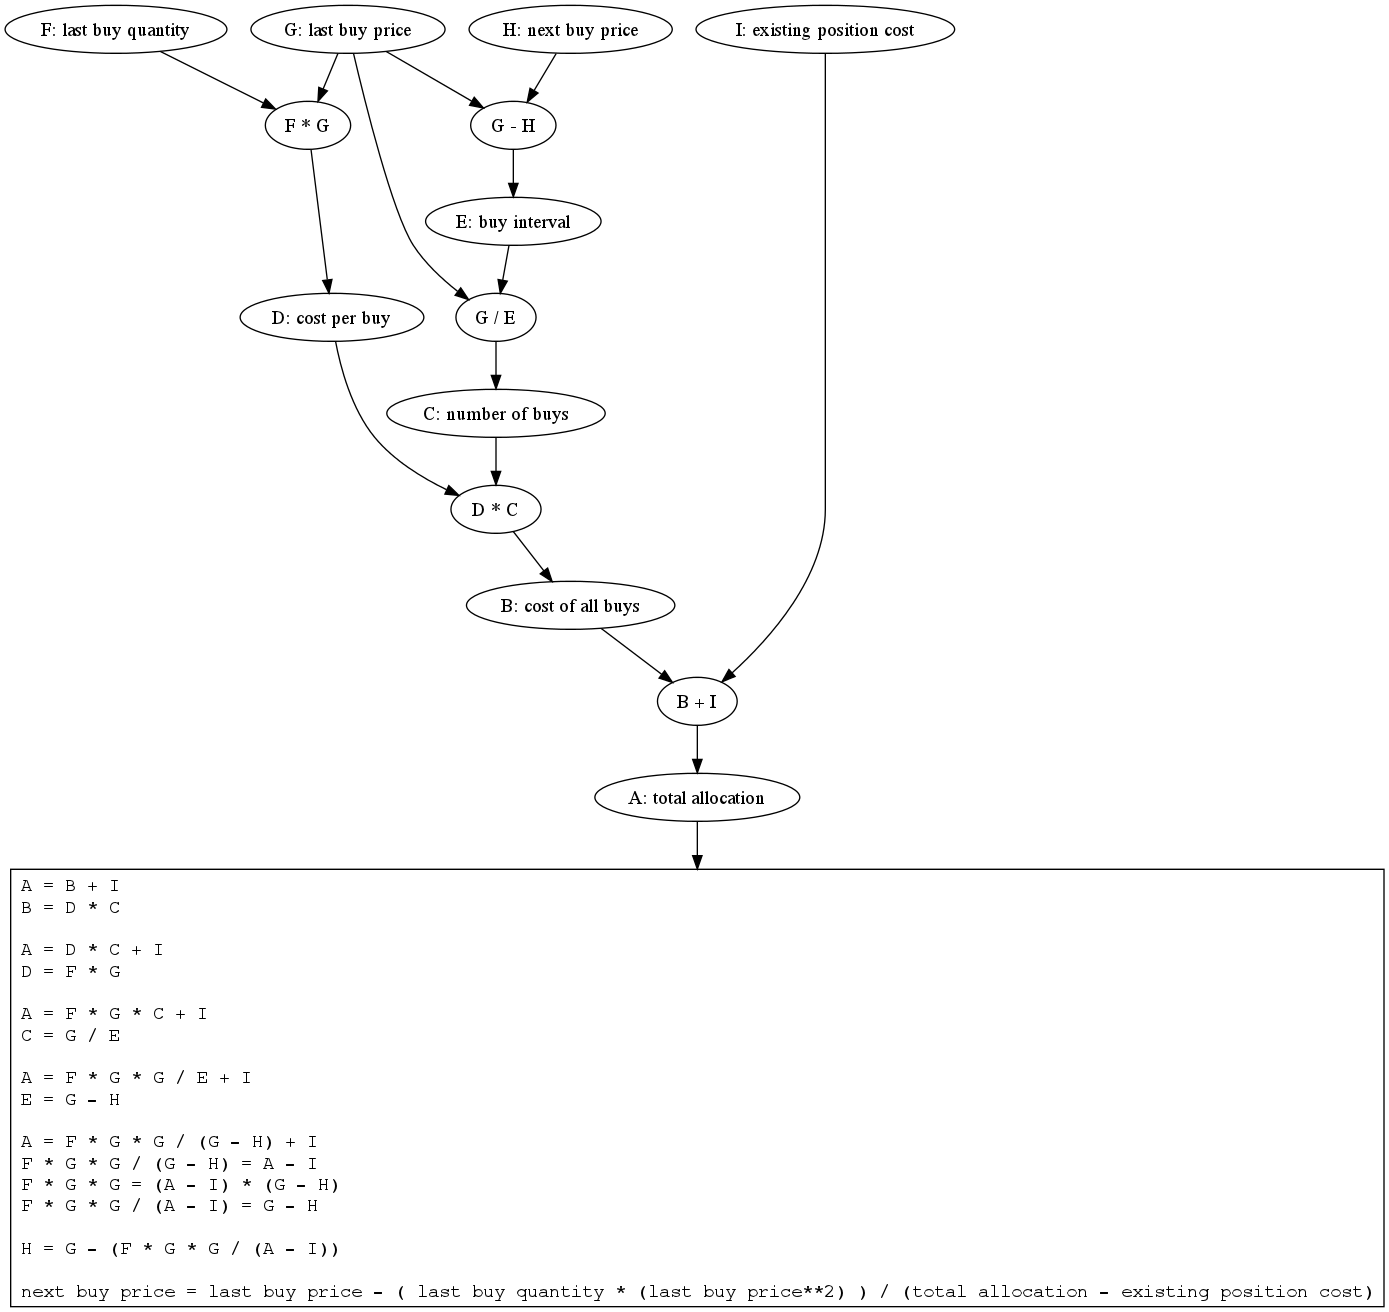 F: last buy quantity
G: last buy price
H: next buy price
I: existing position cost
F * G
G - H
E: buy interval
D: cost per buy
G / E
C: number of buys
D * C
B: cost of all buys
B + I
A: total allocation
A = B + I
B = D * C
A = D * C + I
D = F * G
A = F * G * C + I
C = G / E
A = F * G * G / E + I
E = G - H
A = F * G * G / (G - H) + I
F * G * G / (G - H) = A - I
F * G * G = (A - I) * (G - H)
F * G * G / (A - I) = G - H
H = G - (F * G * G / (A - I))
next buy price = last buy price - ( last buy quantity * (last buy price**2) ) / (total allocation - existing position cost)